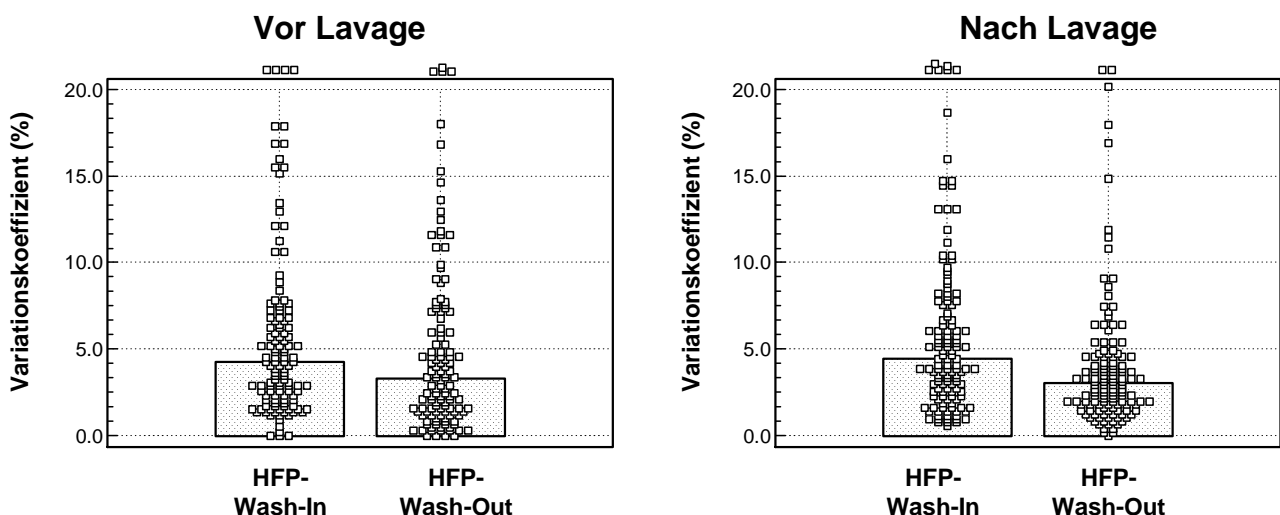 Vor Lavage
Variationskoeffizient (%)
20.0
15.0
10.0
5.0
0.0
HFP-
Wash-In
HFP-
Wash-Out
Nach Lavage
Variationskoeffizient (%)
20.0
15.0
10.0
5.0
0.0
HFP-
Wash-In
HFP-
Wash-Out